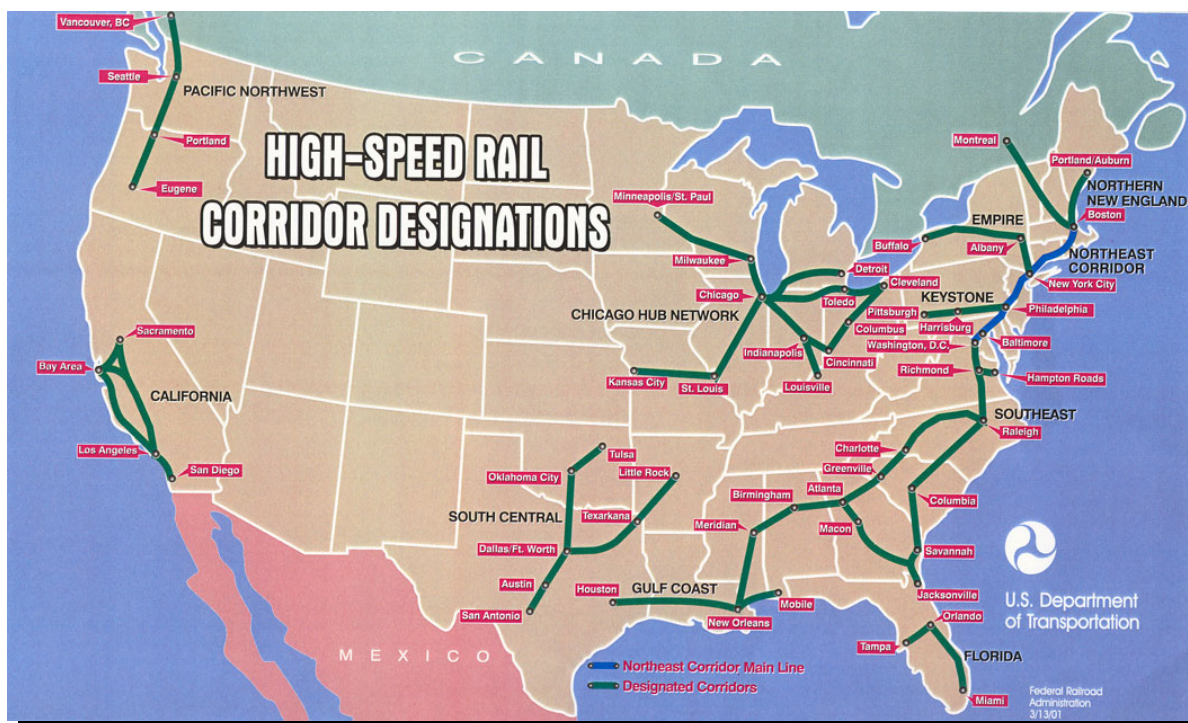 Vancouver, BC
CANADA
Seattle
PACIFIC NORTHWEST
Portland
Eugene
HIGH-SPEED RAIL
CORRIDOR DESIGNATIONS
Montreal
Portland/Auburn
NORTHERN
NEW ENGLAND
Boston
EMPIRE
Buffalo
Albany
NORTHEAST
CORRIDOR
New York City
Minneapolis/St. Paul
Milwaukee
Detroit
Cleveland
Chicago
Toledo
CHICAGO HUB NETWORK
KEYSTONE
Pittsburgh
Philadelphia
Columbus
Harrisburg
Washington, D.C.
Baltimore
Indianapolis
Cincinnati
Richmond
Hampton Roads
Kansas City
St. Louis
Louisville
Sacramento
Bay Area
CALIFORNIA
Los Angeles
San Diego
SOUTHEAST
Raleigh
Charlotte
Greenville
Tulsa
Oklahoma City
Little Rock
Birmingham
Atlanta
Columbia
SOUTH CENTRAL
Texarkana
Meridian
Macon
Dallas/Ft. Worth
Savannah
Austin
Houston
GULF COAST
Jacksonville
San Antonio
Mobile
New Orleans
Orlando
Tampa
FLORIDA
Miami
MEXICO
Northeast Corridor Main Line
Designated Corridors
U.S. Department
of Transportation
Federal Railroad
Administration
3/13/01